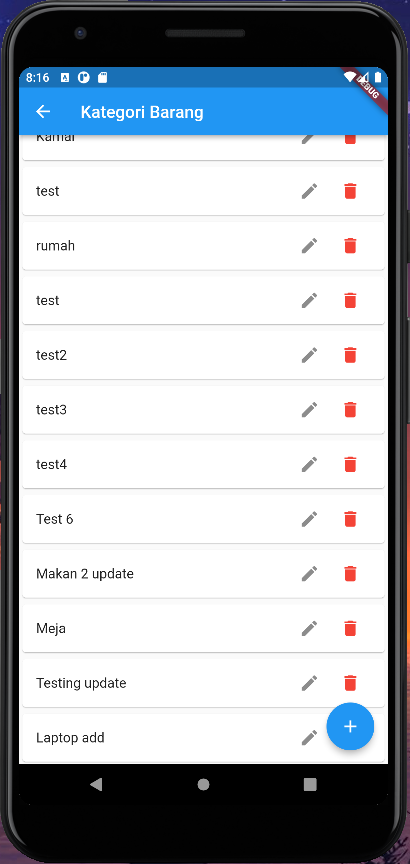 8:16
DEBUG
Kategori Barang
Kamar
test
rumah
test
test2
test3
test4
Test 6
Makan 2 update
Meja
Testing update
Laptop add